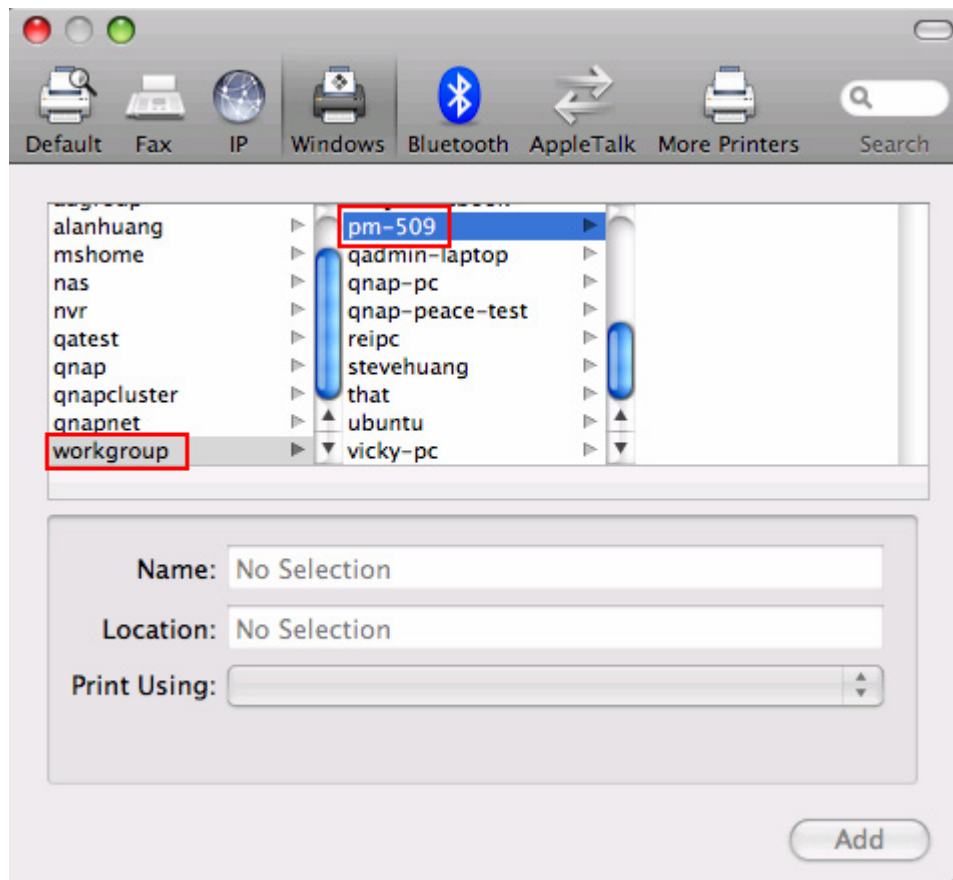 Default Fax IP Windows Bluetooth AppleTalk More Printers Search
alanhuang
mshome
nas
nvr
qatest
qnap
qnapcluster
qnapnet
workgroup
pm-509
qadmin-laptop
qnap-pc
qnap-peace-test
reipc
stevehuang
that
ubuntu
vicky-pc
Name: No Selection
Location: No Selection
Print Using:
Add